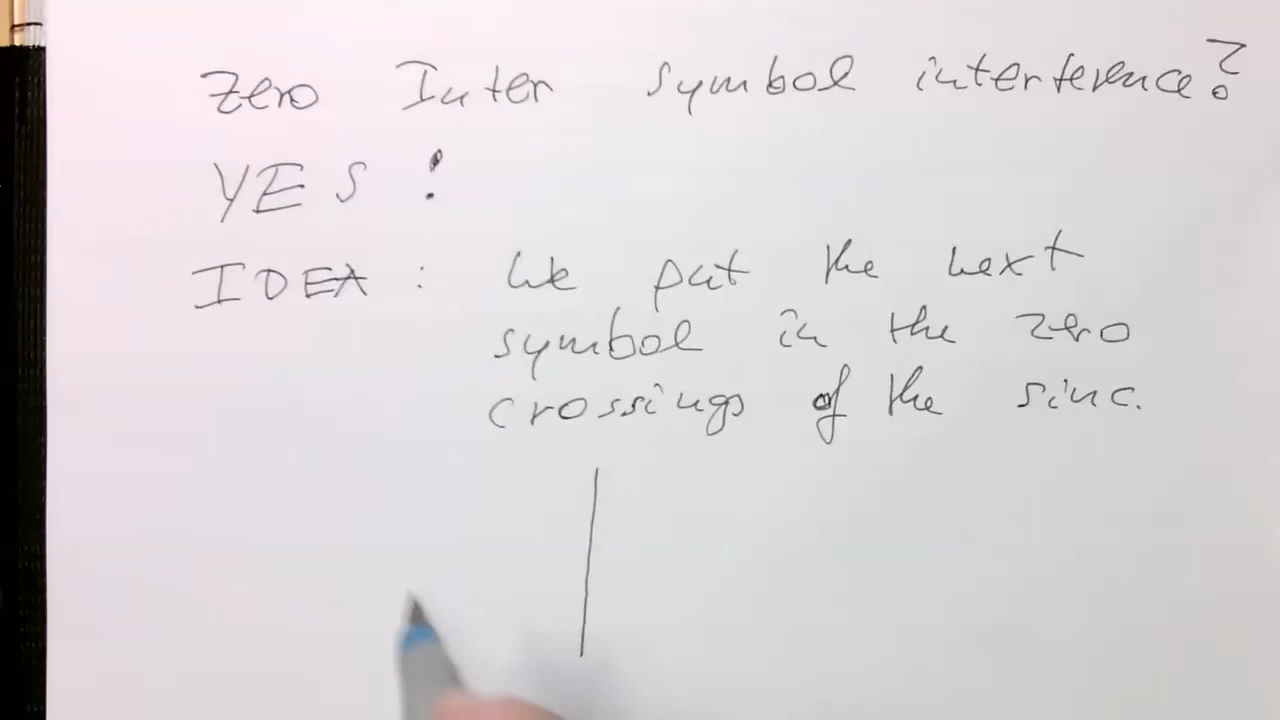 Zero Inter symbol interference?
YES !
IDEA : We put the next
symbol in the zero
crossings of the sinc.